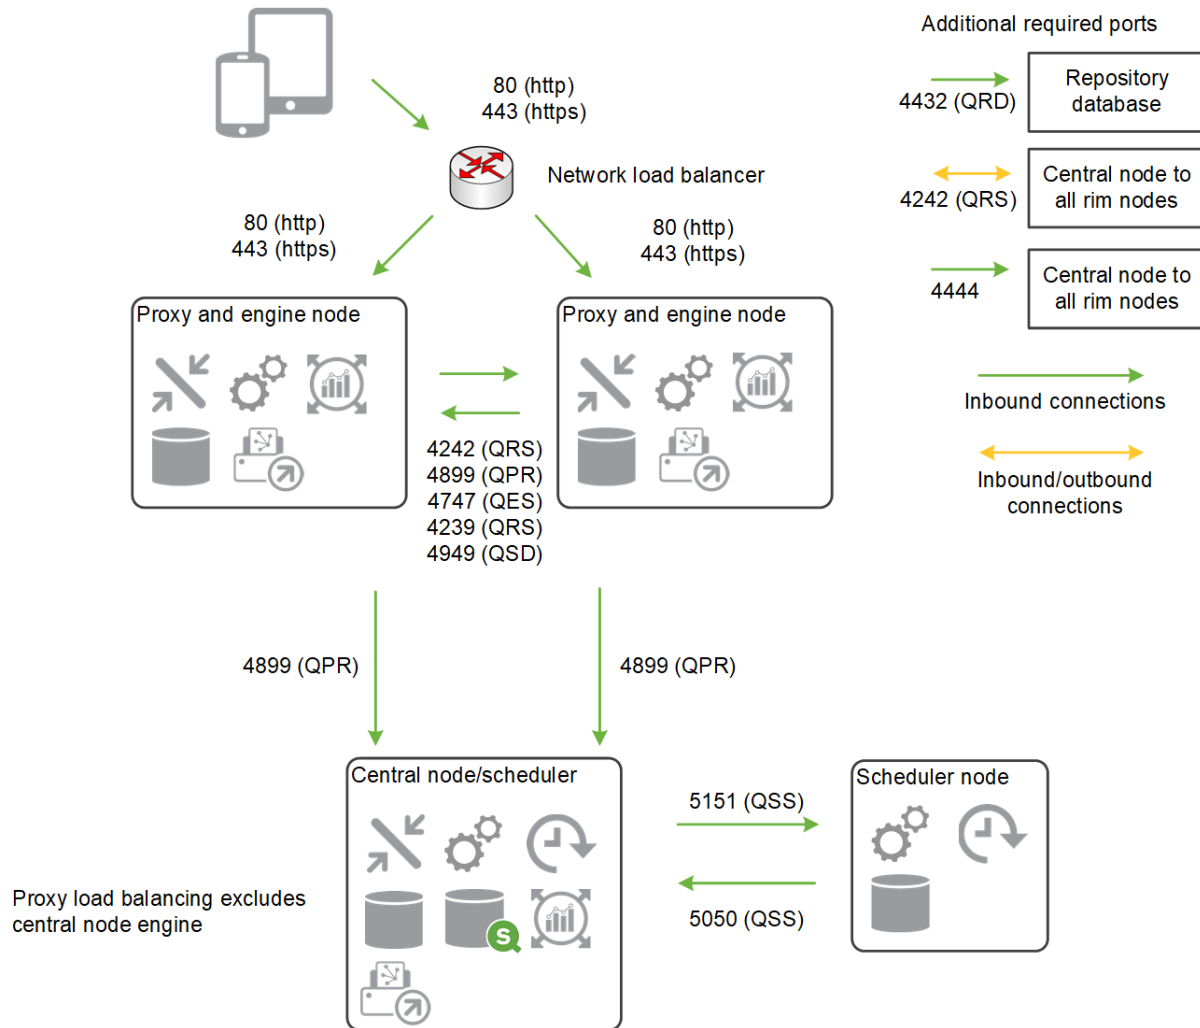 Additional required ports
80 (http)
443 (https)
4432 (QRD)
Repository
database
Network load balancer
4242 (QRS)
Central node to
all rim nodes
80 (http)
443 (https)
80 (http)
443 (https)
4444
Central node to
all rim nodes
Proxy and engine node
Proxy and engine node
Inbound connections
4242 (QRS)
4899 (QPR)
4747 (QES)
4239 (QRS)
4949 (QSD)
Inbound/outbound
connections
4899 (QPR)
4899 (QPR)
Central node/scheduler
Scheduler node
5151 (QSS)
5050 (QSS)
Proxy load balancing excludes
central node engine
S